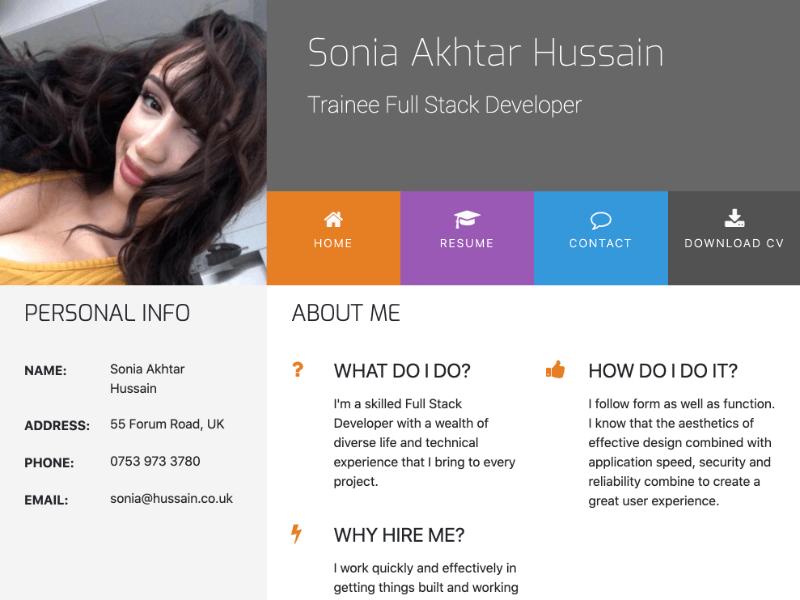 Sonia Akhtar Hussain
Trainee Full Stack Developer
HOME
RESUME
CONTACT
DOWNLOAD CV
PERSONAL INFO
NAME:
Sonia Akhtar
Hussain
ADDRESS:
55 Forum Road, UK
PHONE:
0753 973 3780
EMAIL:
sonia@hussain.co.uk
ABOUT ME
WHAT DO I DO?
I'm a skilled Full Stack
Developer with a wealth of
diverse life and technical
experience that I bring to every
project.
HOW DO I DO IT?
I follow form as well as function.
I know that the aesthetics of
effective design combined with
application speed, security and
reliability combine to create a
great user experience.
WHY HIRE ME?
I work quickly and effectively in
getting things built and working